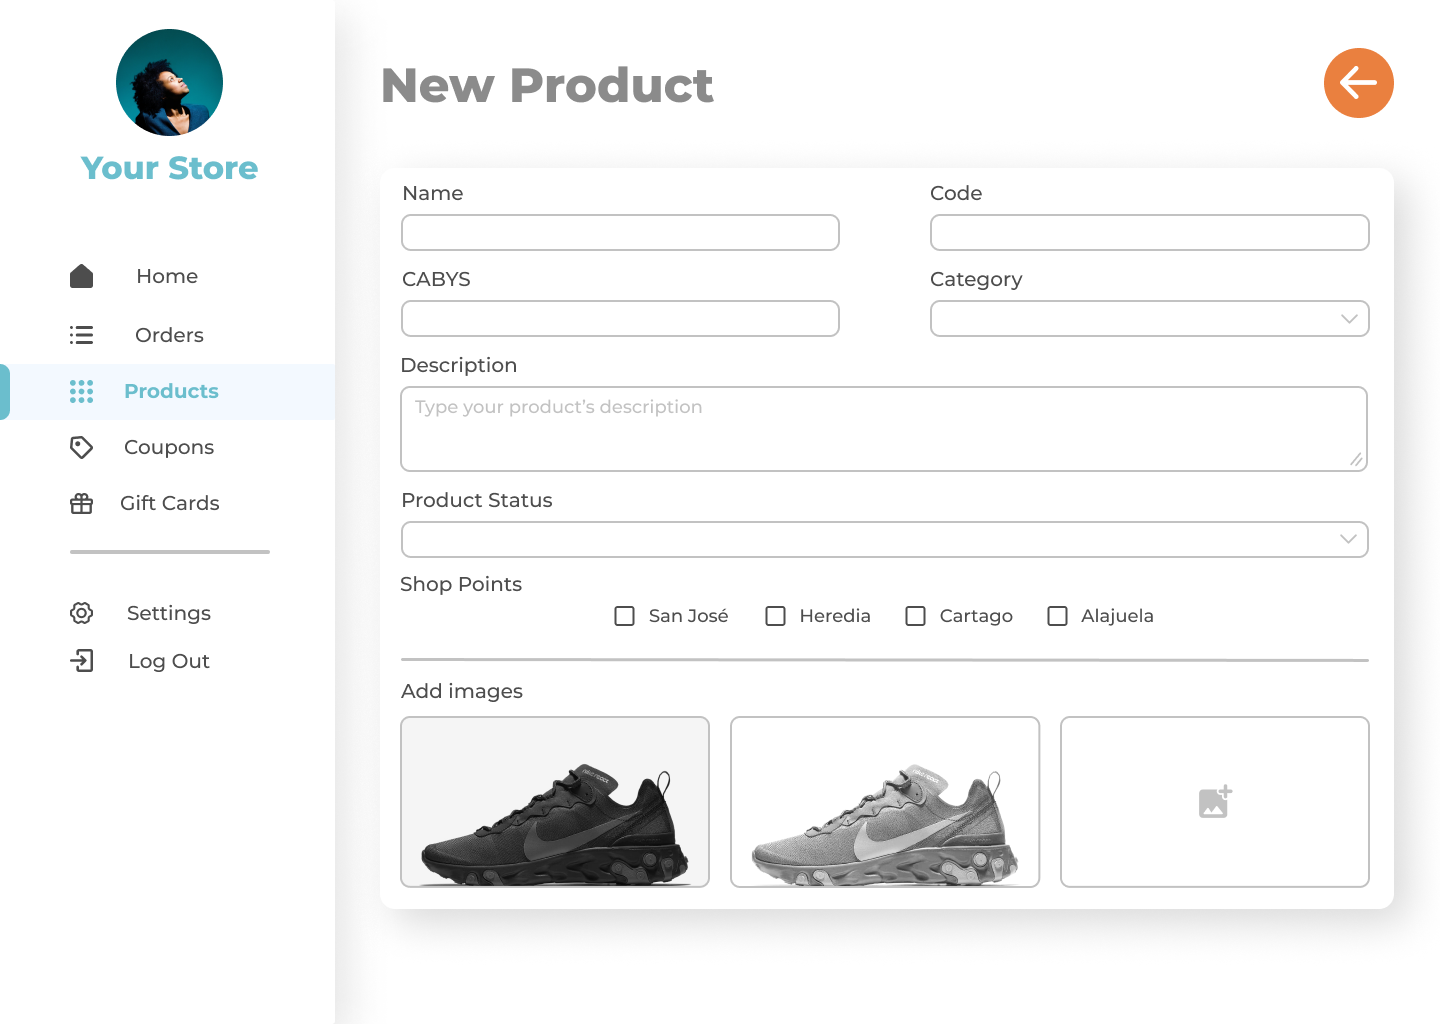 Your Store
Home
Orders
Products
Coupons
Gift Cards
Settings
Log Out
New Product
Name
Code
CABYS
Category
Description
Type your product’s description
Product Status
Shop Points
San José
Heredia
Cartago
Alajuela
Add images